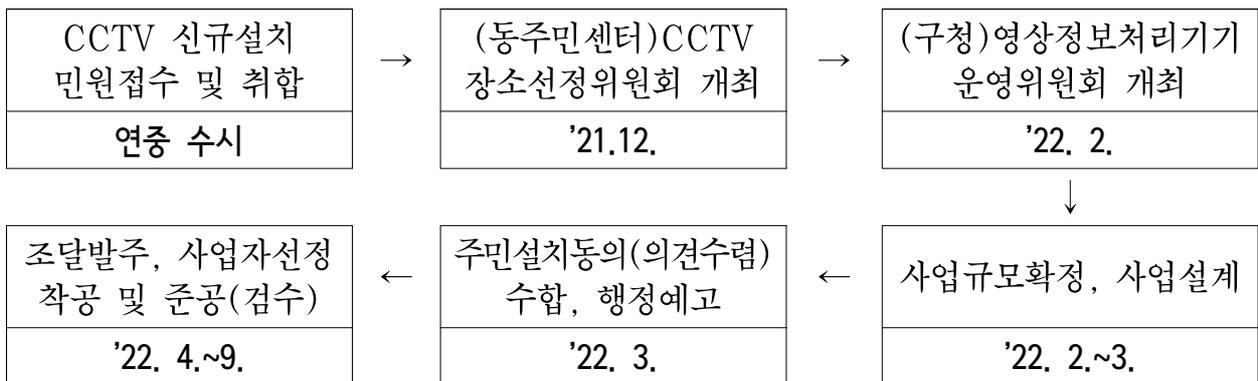 CCTV 신규설치
민원접수 및 취합
연중 수시
→
(동주민센터)CCTV
장소선정위원회 개최
'21.12.
→
(구청)영상정보처리기기
운영위원회 개최
'22. 2.
↓
사업규모확정, 사업설계
'22. 2.~3.
←
주민설치동의(의견수렴)
수합, 행정예고
'22. 3.
←
조달발주, 사업자선정
착공 및 준공(검수)
'22. 4.~9.